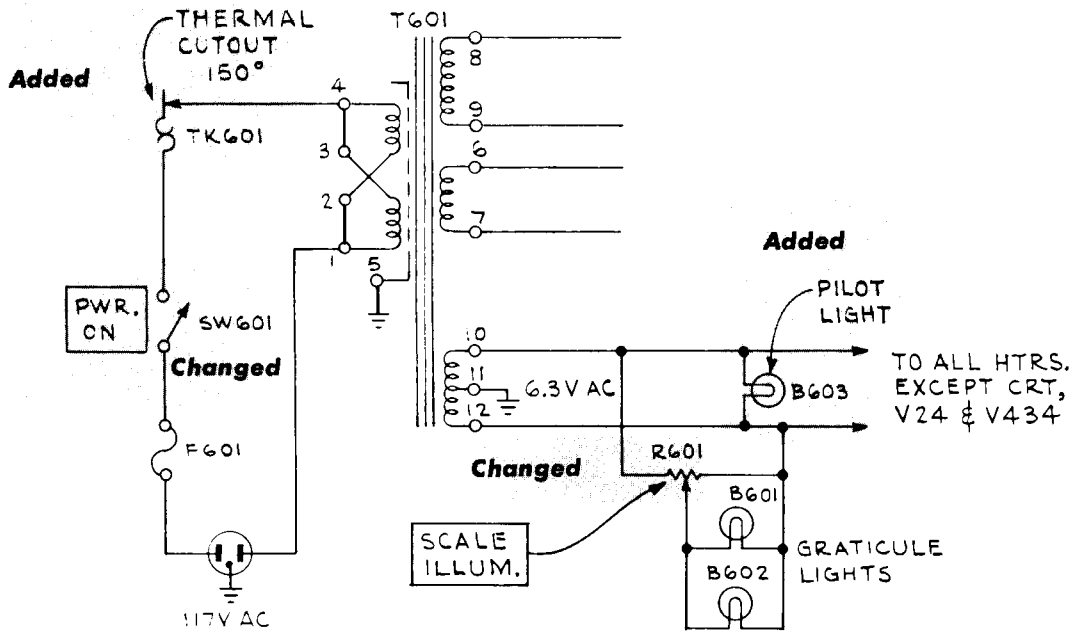 THERMAL
CUTOUT
150°
Added
TK601
T601
4
3
2
1
5
8
9
6
7
10
11
12
PWR.
ON
SW601
Changed
F601
117V AC
6.3V AC
Added
PILOT
LIGHT
B603
TO ALL HTRS.
EXCEPT CRT,
V24 & V434
Changed
R601
SCALE
ILLUM.
B601
B602
GRATICULE
LIGHTS